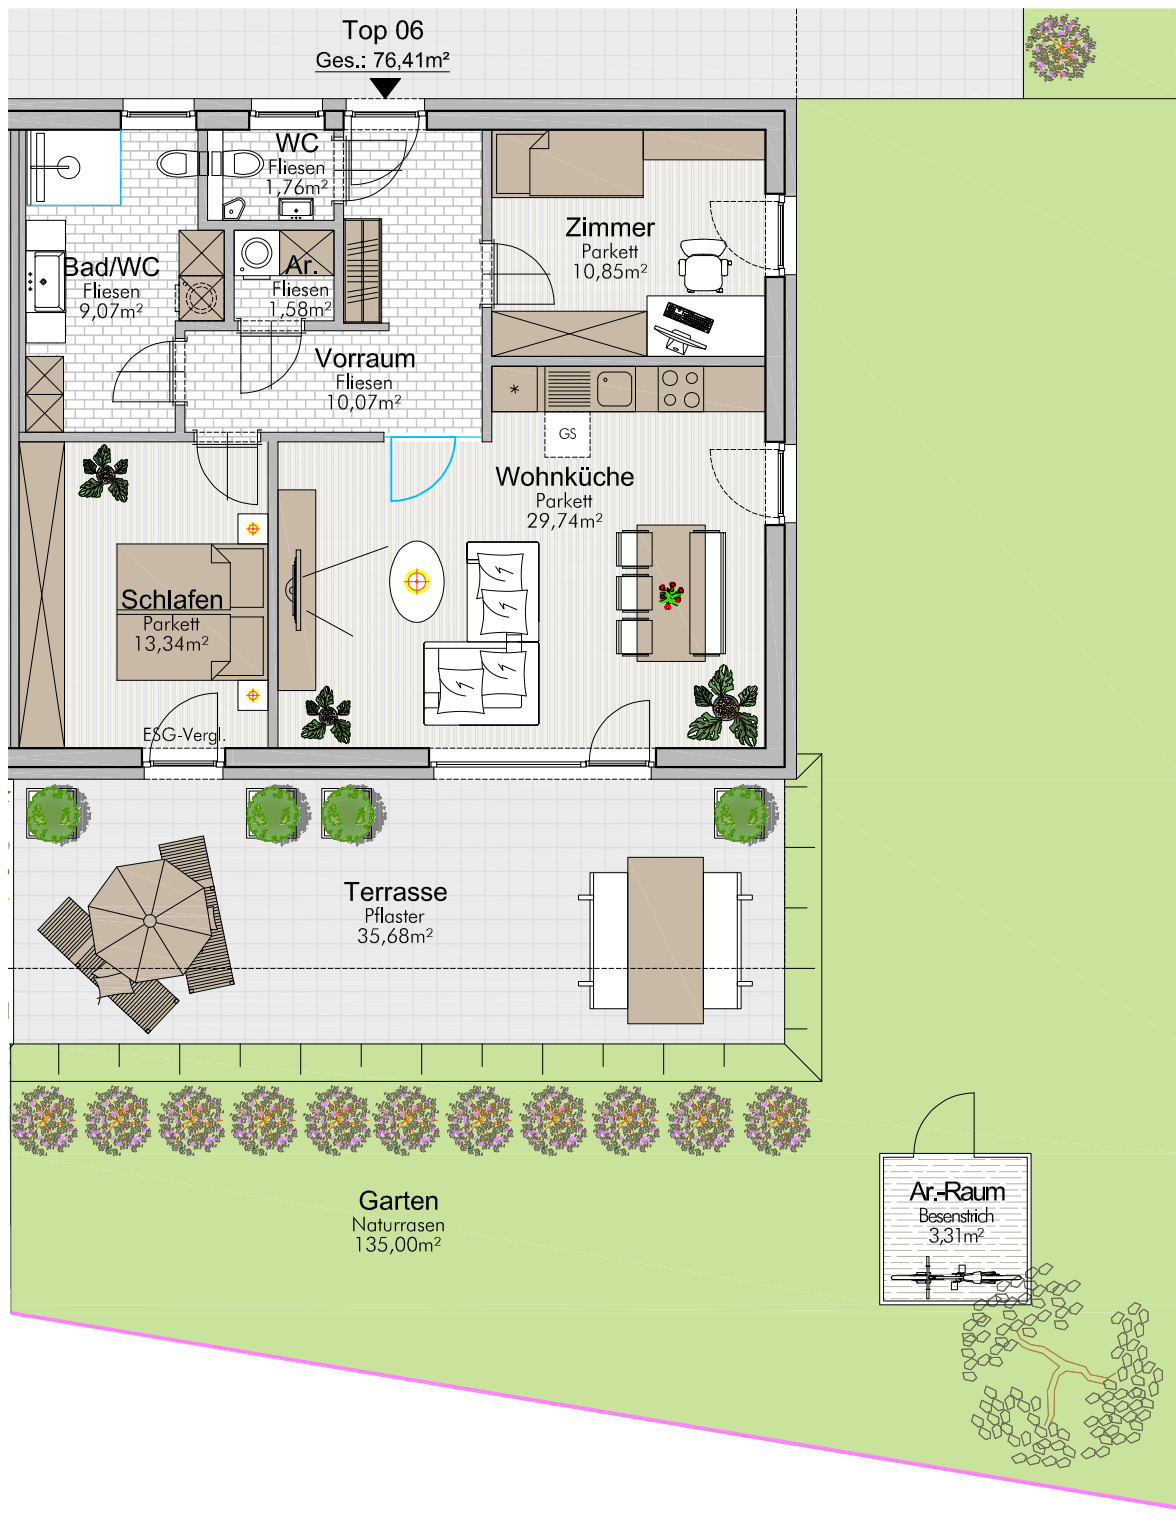 Top 06
Ges.: 76,41m²
WC
Fliesen
1,76m²
Zimmer
Parkett
10,85m²
Bad/WC
Fliesen
9,07m²
Ar.
Fliesen
1,58m²
Vorraum
Fliesen
10,07m²
*
GS
Wohnküche
Parkett
29,74m²
Schlafen
Parkett
13,34m²
ESG-Vergl.
Terrasse
Pflaster
35,68m²
Garten
Naturrasen
135,00m²
Ar.-Raum
Besenstrich
3,31m²